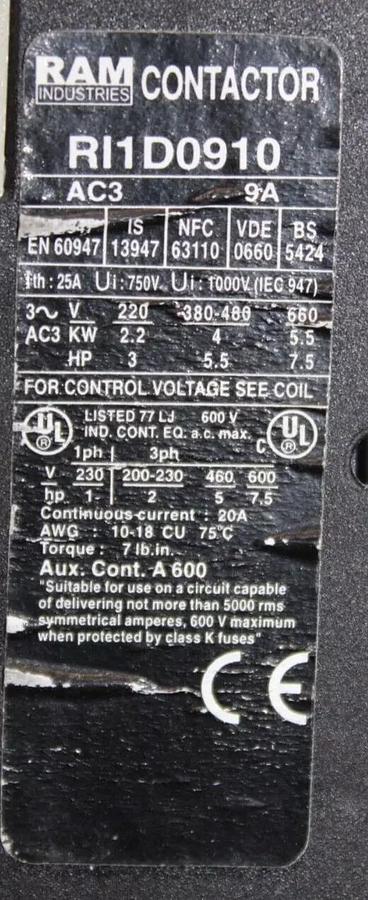 RAM
INDUSTRIES
CONTACTOR
RI1D0910
AC3 9A
IS NFC VDE BS
EN 60947 13947 63110 0660 5424
Ith : 25A Ui : 750V Ui : 1000V (IEC 947)
3~ V 220 380-480 660
AC3 KW 2.2 4 5.5
HP 3 5.5 7.5
FOR CONTROL VOLTAGE SEE COIL
UL
®
LISTED 77 LJ 600 V
IND. CONT. EQ. a.c. max.
C UL
®
1ph 3ph
V 230 200-230 460 600
hp 1 2 5 7.5
Continuous current : 20A
AWG : 10-18 CU 75°C
Torque : 7 lb.in.
Aux. Cont. A 600
"Suitable for use on a circuit capable
of delivering not more than 5000 rms
symmetrical amperes, 600 V maximum
when protected by class K fuses"
CE